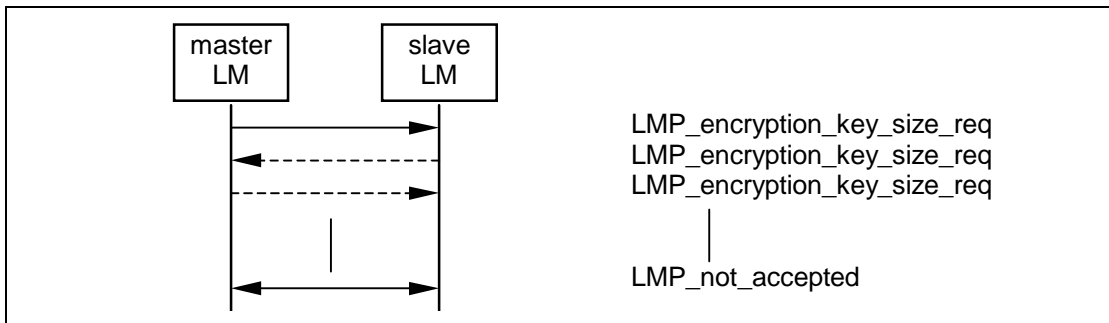 master
LM
slave
LM
LMP_encryption_key_size_req
LMP_encryption_key_size_req
LMP_encryption_key_size_req
LMP_not_accepted